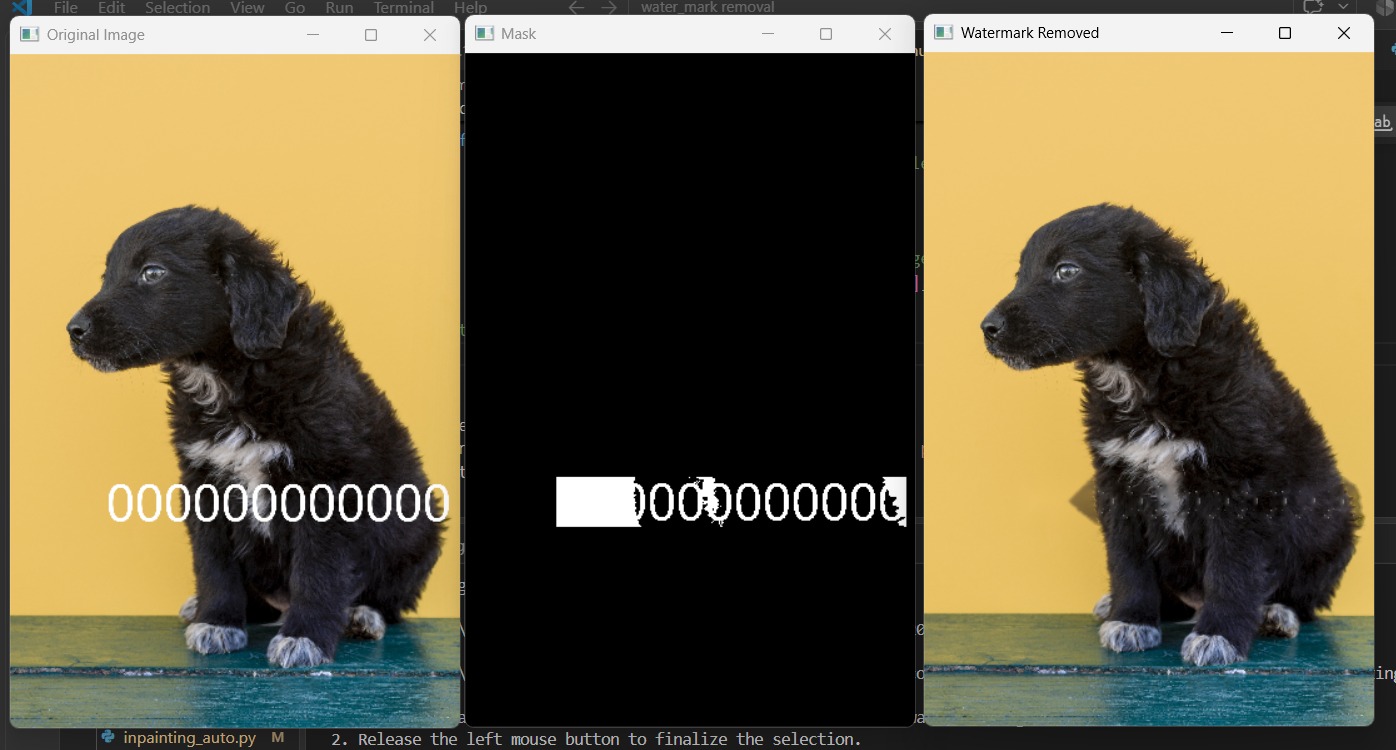 File Edit Selection View Go Run Terminal Help water_mark removal
Original Image
Mask
Watermark Removed
000000000000
ab
inpainting_auto.py M
2. Release the left mouse button to finalize the selection.